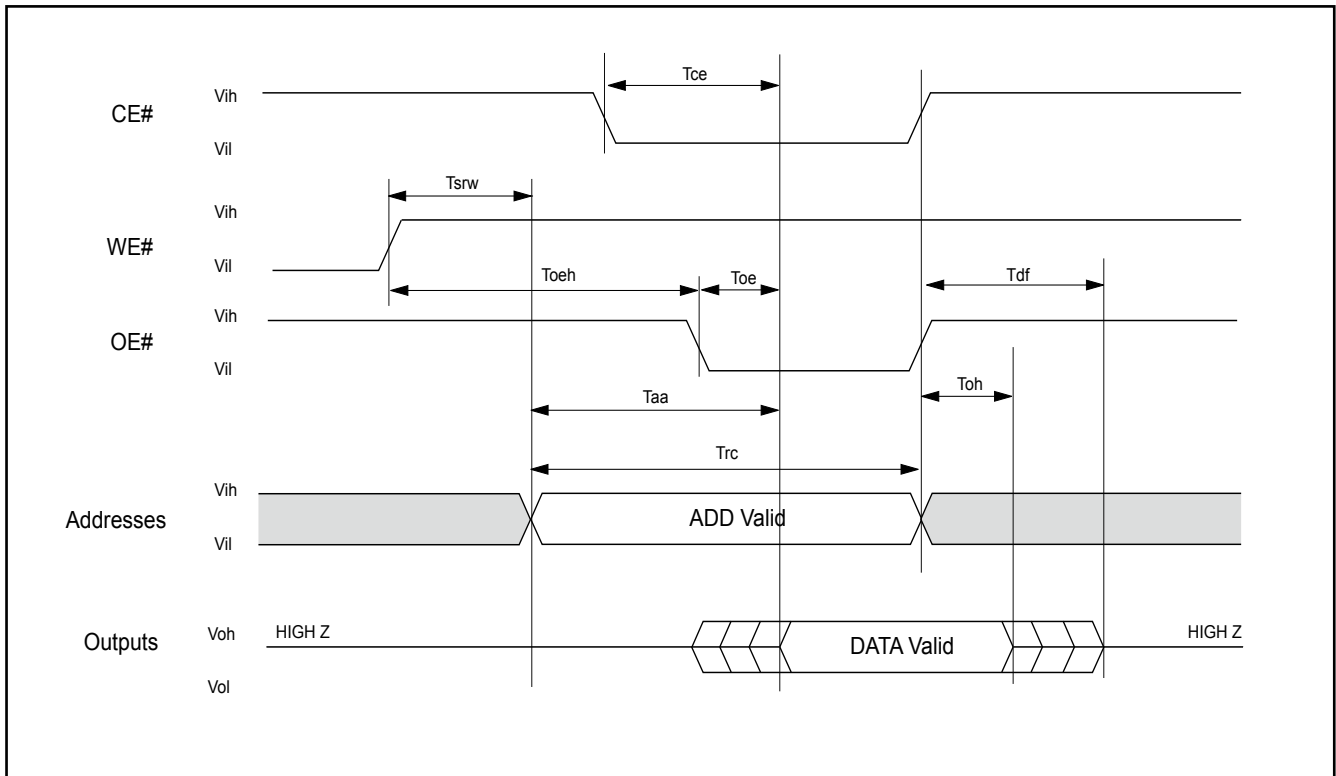 Tce
Vih
CE#
Vil
Tsrw
Vih
WE#
Vil
Toeh
Toe
Tdf
Vih
OE#
Vil
Toh
Taa
Trc
Vih
Addresses
ADD Valid
Vil
Outputs
Voh
HIGH Z
DATA Valid
HIGH Z
Vol